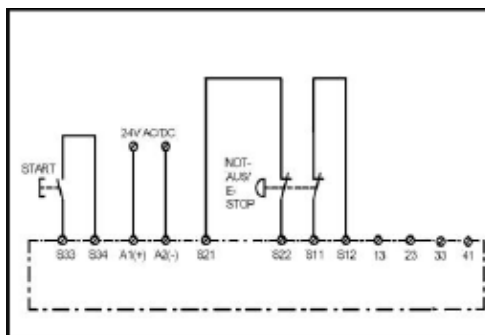 24V AC/DC
START
NOT-
AUS/
E-
STOP
S33 S34 A1(+) A2(-) S21 S22 S11 S12 13 23 33 41